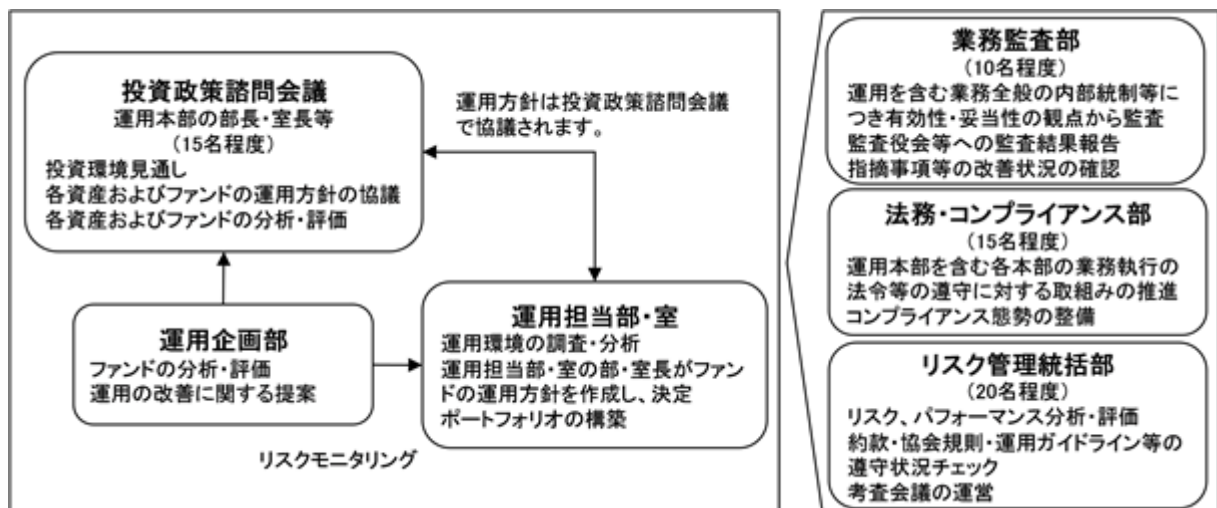 投資政策諮問会議
運用本部の部長・室長等
(15名程度)
投資環境見通し
各資産およびファンドの運用方針の協議
各資産およびファンドの分析・評価
運用方針は投資政策諮問会議
で協議されます。
運用企画部
ファンドの分析・評価
運用の改善に関する提案
運用担当部・室
運用環境の調査・分析
運用担当部・室の部・室長がファン
ドの運用方針を作成し、決定
ポートフォリオの構築
リスクモニタリング
業務監査部
(10名程度)
運用を含む業務全般の内部統制等に
つき有効性・妥当性の観点から監査
監査役会等への監査結果報告
指摘事項等の改善状況の確認
法務・コンプライアンス部
(15名程度)
運用本部を含む各本部の業務執行の
法令等の遵守に対する取組みの推進
コンプライアンス態勢の整備
リスク管理統括部
(20名程度)
リスク、パフォーマンス分析・評価
約款・協会規則・運用ガイドライン等の
遵守状況チェック
考査会議の運営